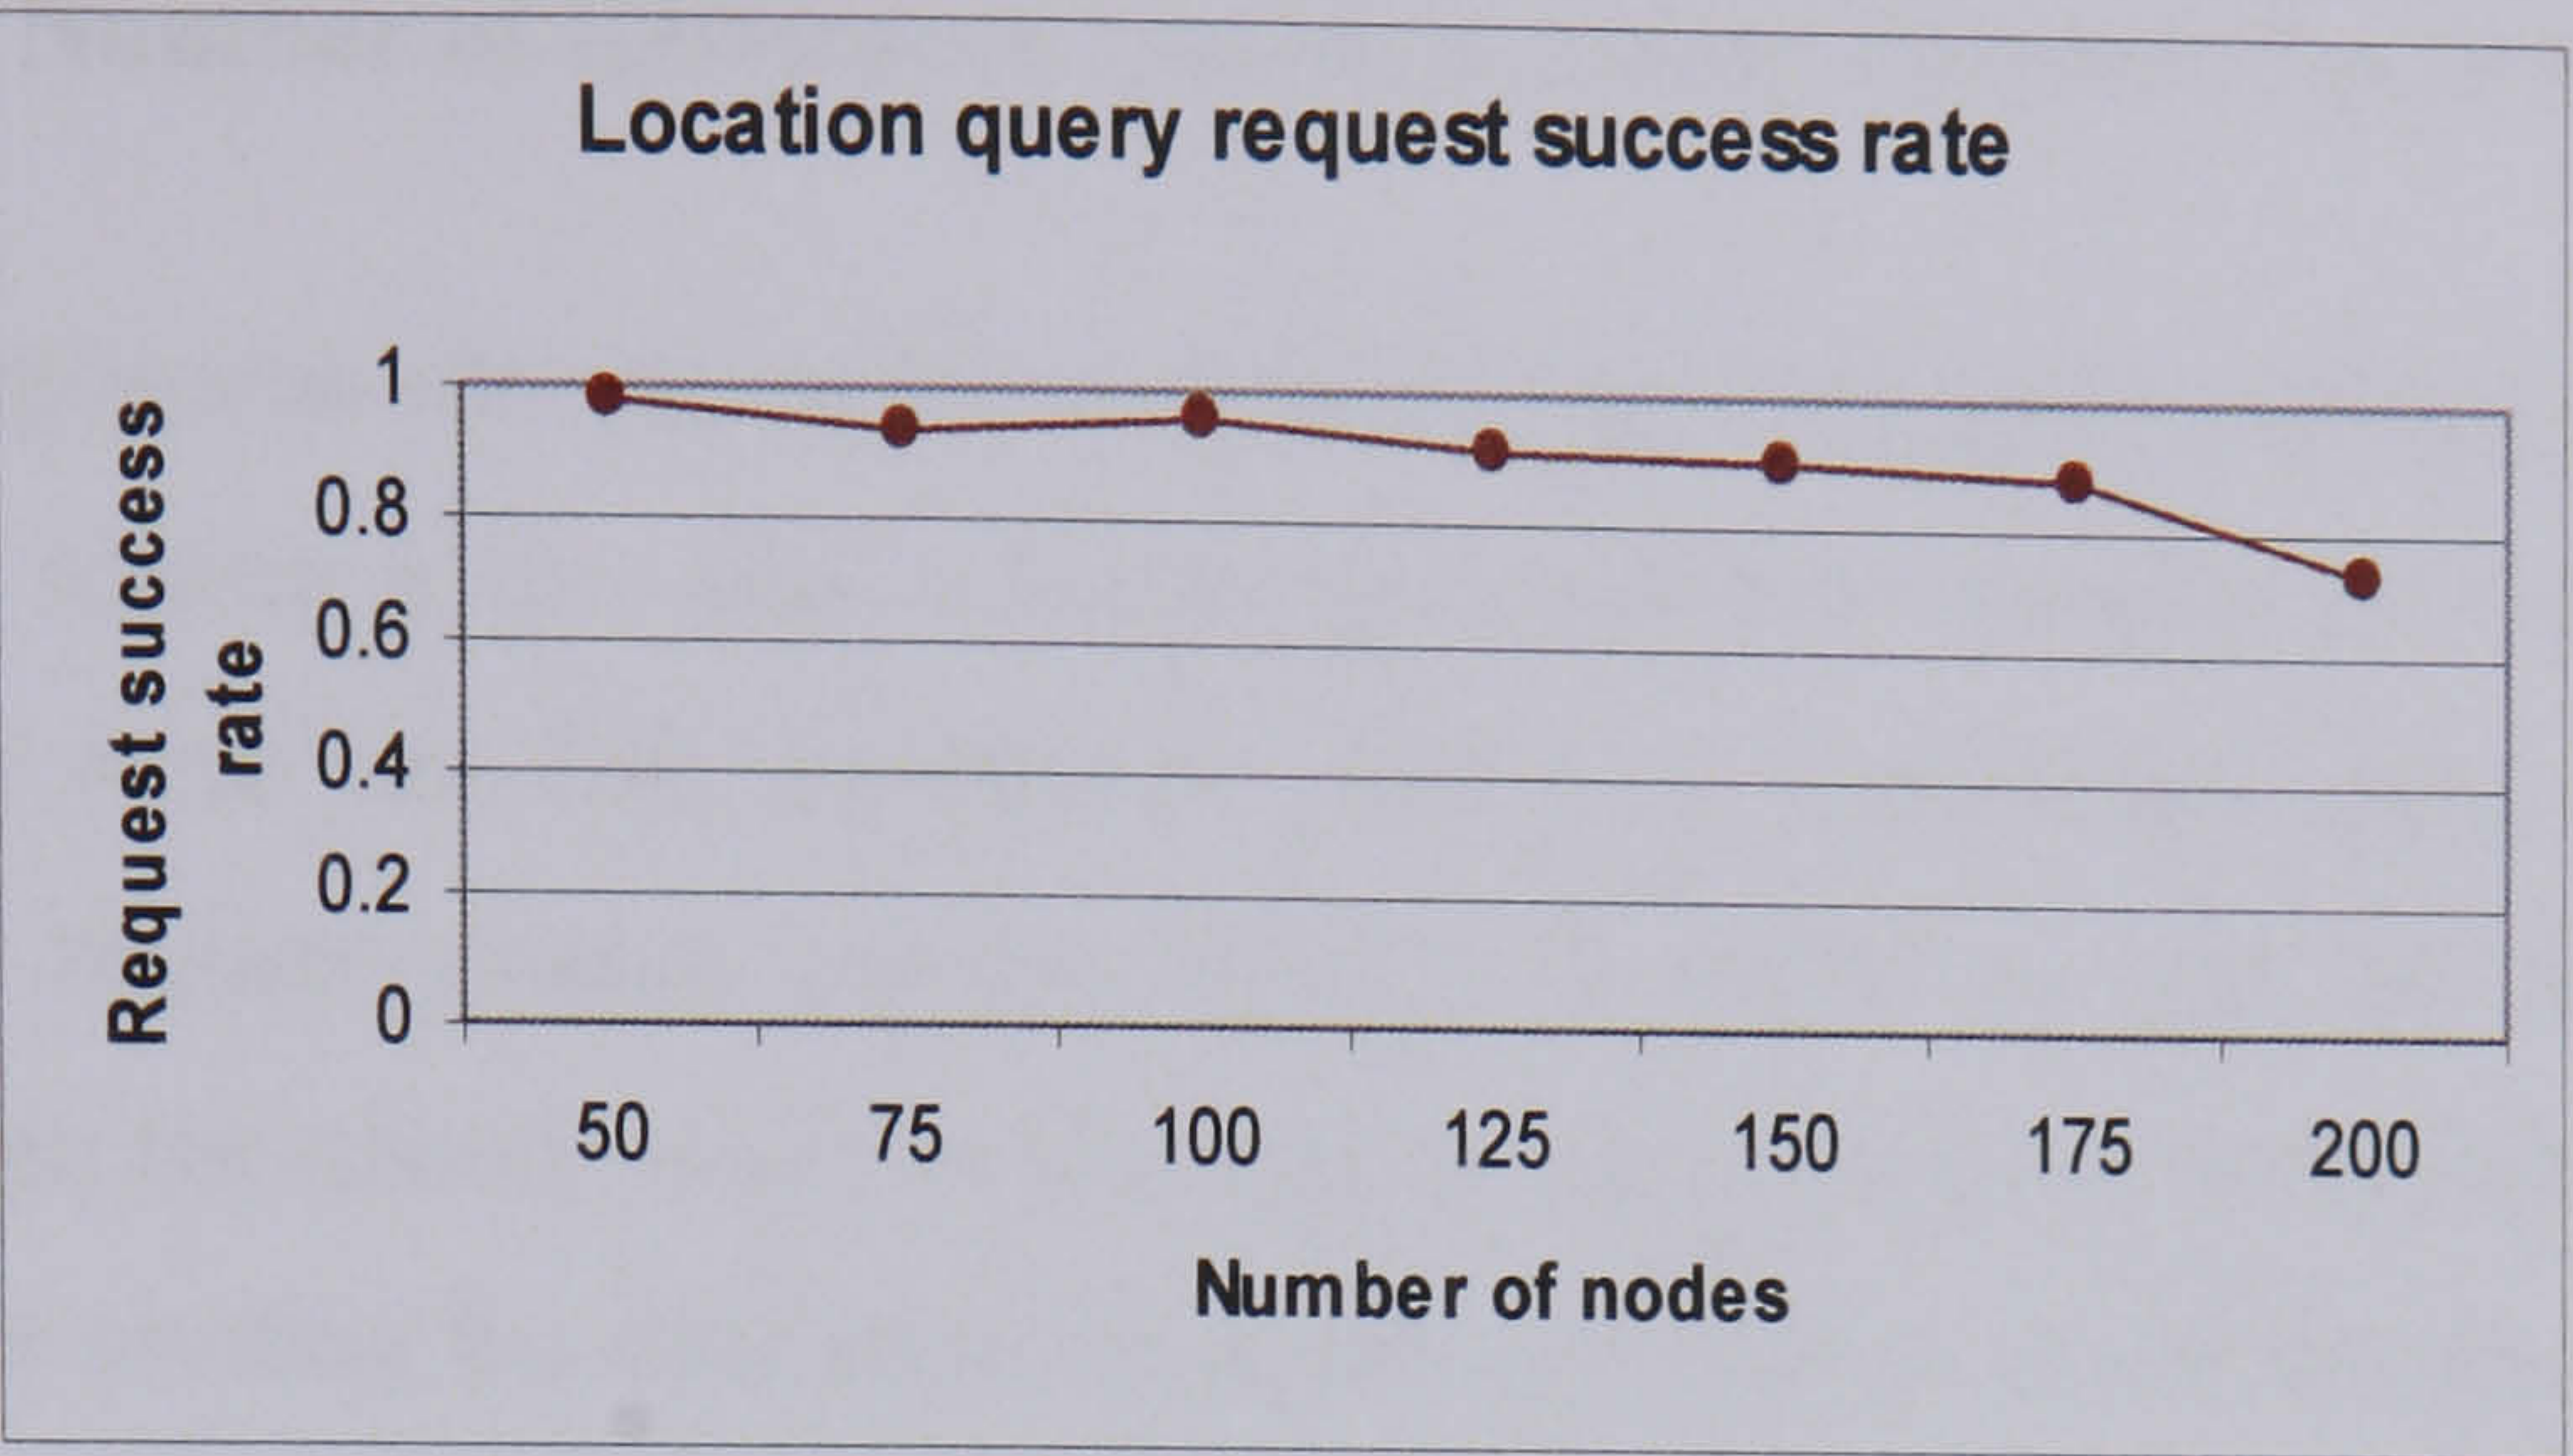 Location query request success rate
Request success
rate
1
0.8
0.6
0.4
0.2
0
50 75 100 125 150 175 200
Number of nodes